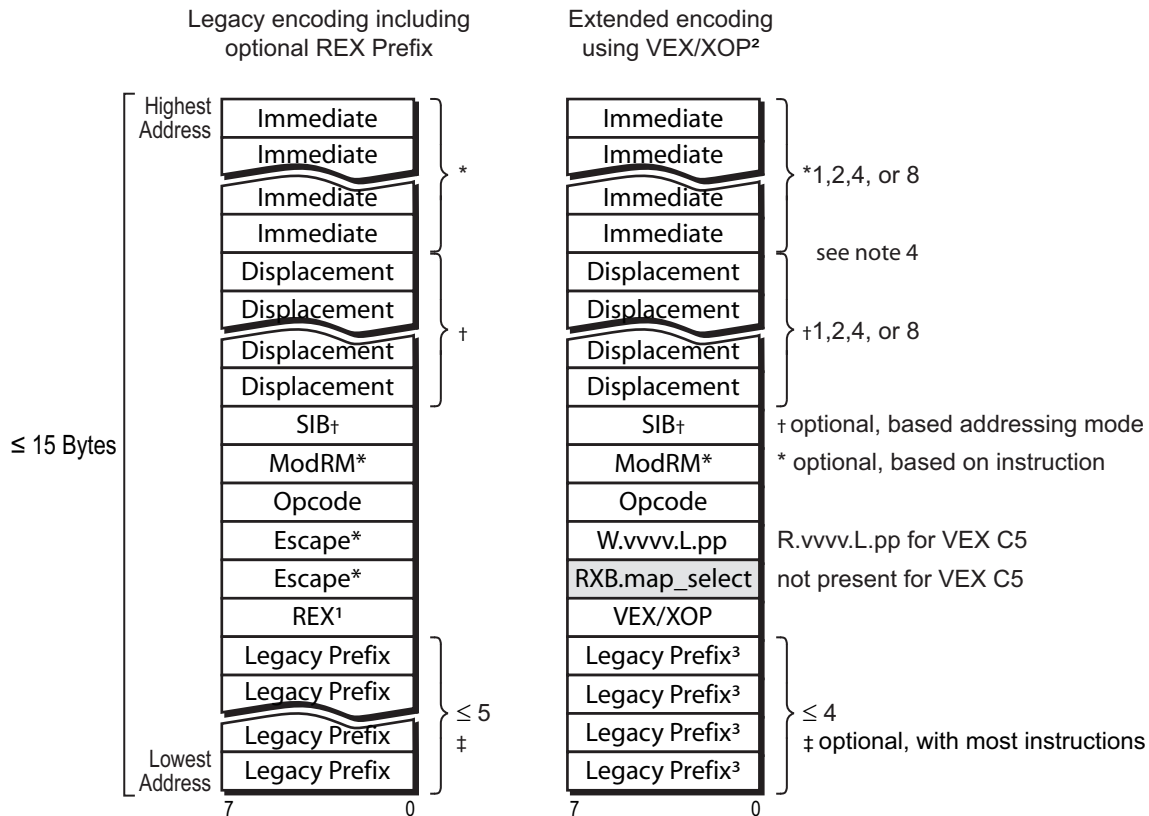 Legacy encoding including
optional REX Prefix
Extended encoding
using VEX/XOP²
≤ 15 Bytes
Highest
Address
Immediate
Immediate
Immediate
Immediate
*
Displacement
Displacement
Displacement
Displacement
†
SIB†
ModRM*
Opcode
Escape*
Escape*
REX¹
Legacy Prefix
Legacy Prefix
Legacy Prefix
Legacy Prefix
≤ 5
‡
Lowest
Address
7 0
Immediate
Immediate
Immediate
Immediate
*1,2,4, or 8
see note 4
Displacement
Displacement
Displacement
Displacement
†1,2,4, or 8
SIB†
† optional, based addressing mode
ModRM*
* optional, based on instruction
Opcode
W.vvvv.L.pp
R.vvvv.L.pp for VEX C5
RXB.map_select
not present for VEX C5
VEX/XOP
Legacy Prefix³
Legacy Prefix³
Legacy Prefix³
Legacy Prefix³
≤ 4
‡ optional, with most instructions
7 0